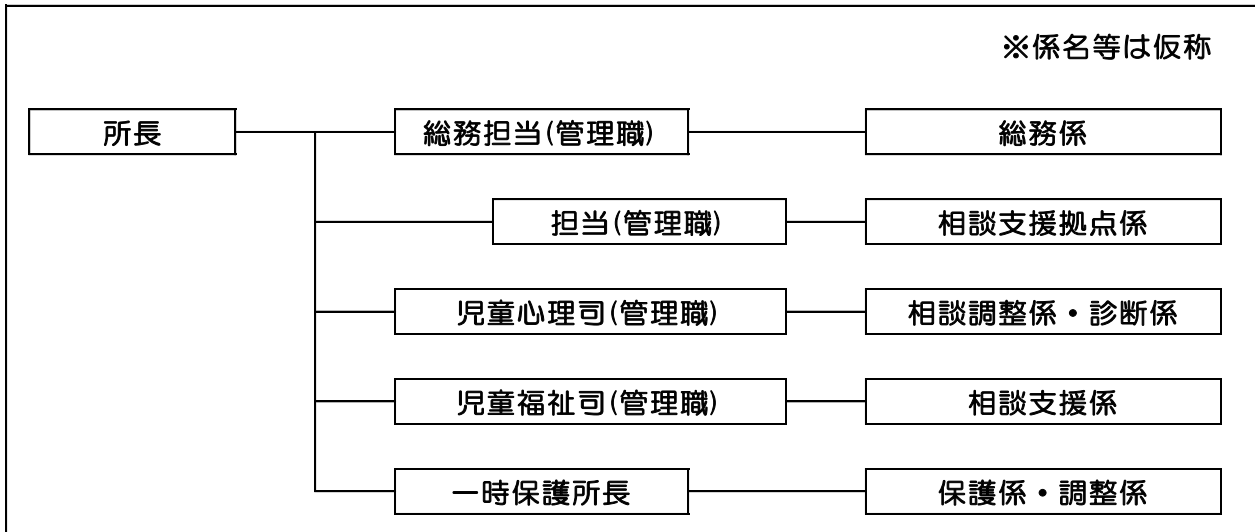 ※係名等は仮称
所長
総務担当(管理職)
総務係
担当(管理職)
相談支援拠点係
児童心理司(管理職)
相談調整係・診断係
児童福祉司(管理職)
相談支援係
一時保護所長
保護係・調整係